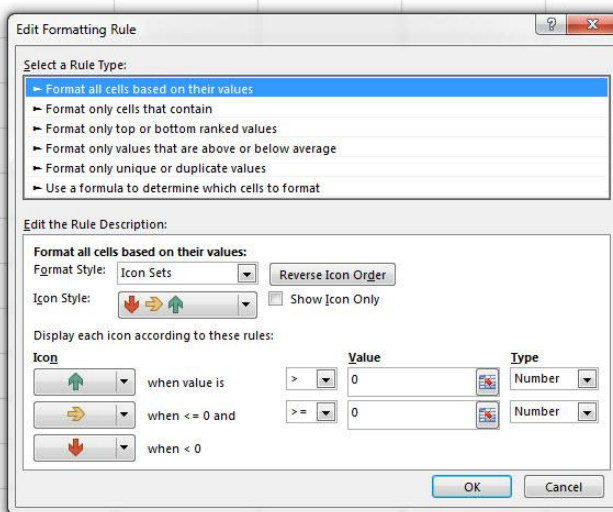 Edit Formatting Rule
?
Select a Rule Type:
► Format all cells based on their values
► Format only cells that contain
► Format only top or bottom ranked values
► Format only values that are above or below average
► Format only unique or duplicate values
► Use a formula to determine which cells to format
Edit the Rule Description:
Format all cells based on their values:
Format Style: Icon Sets Reverse Icon Order
Icon Style: Show Icon Only
Display each icon according to these rules:
Icon Value Type
when value is > 0 Number
when <= 0 and >= 0 Number
when < 0
OK Cancel